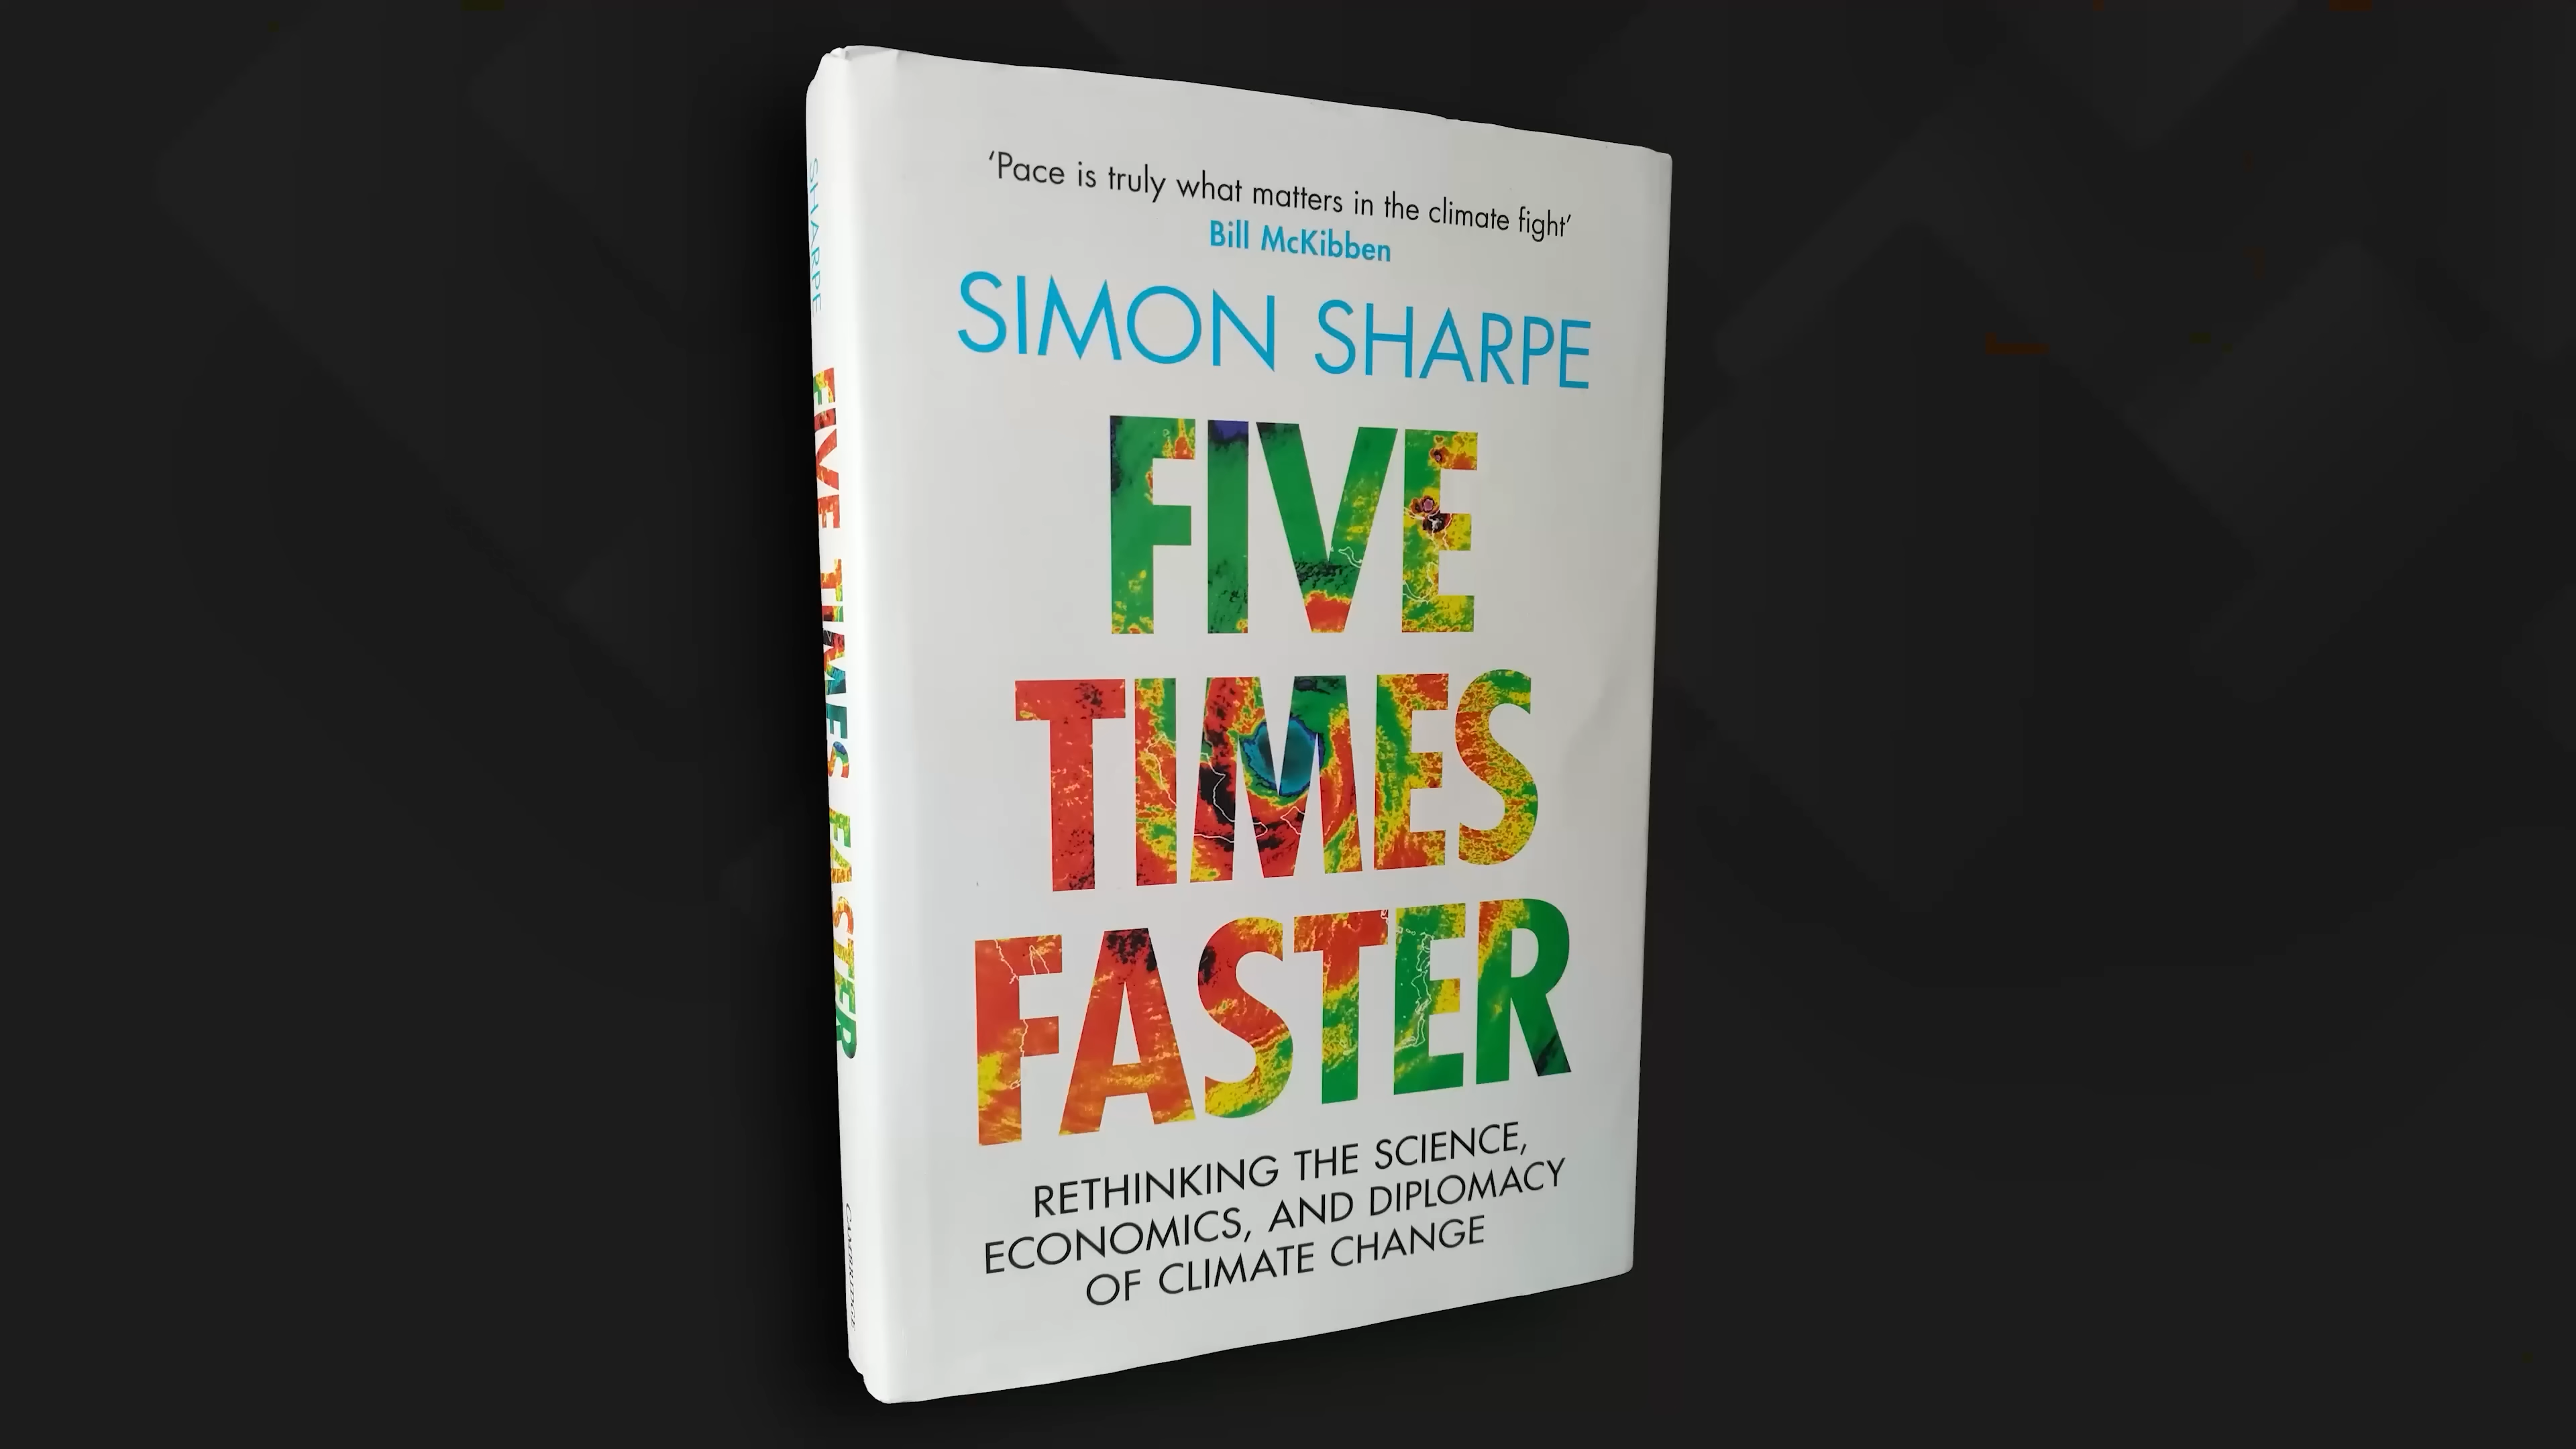 ‘Pace is truly what matters in the climate fight’
Bill McKibben
SIMON SHARPE
FIVE
TIMES
FASTER
RETHINKING THE SCIENCE,
ECONOMICS, AND DIPLOMACY
OF CLIMATE CHANGE
SHARPE
FIVE TIMES FASTER
CAMBRIDGE